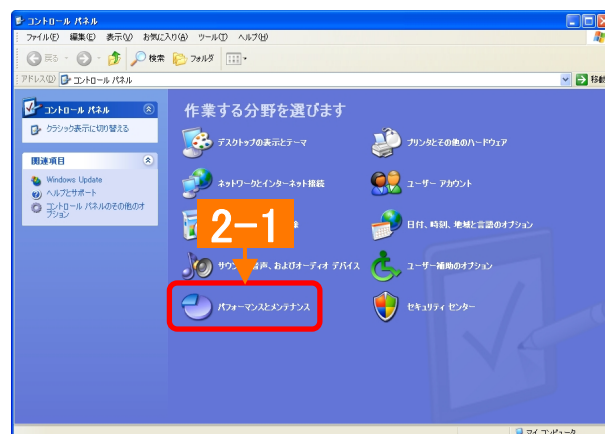 コントロール パネル
ファイル(F) 編集(E) 表示(V) お気に入り(A) ツール(T) ヘルプ(H)
戻る 検索 フォルダ
アドレス(D) コントロール パネル 移動
コントロール パネル
クラシック表示に切り替える
関連項目
Windows Update
ヘルプとサポート
コントロール パネルのその他のオプション
作業する分野を選びます
デスクトップの表示とテーマ
プリンタとその他のハードウェア
ネットワークとインターネット接続
ユーザー アカウント
2-1
日付、時刻、地域と言語のオプション
サウンド、音声、およびオーディオ デバイス
ユーザー補助のオプション
パフォーマンスとメンテナンス
セキュリティ センター
マイ コンピュータ